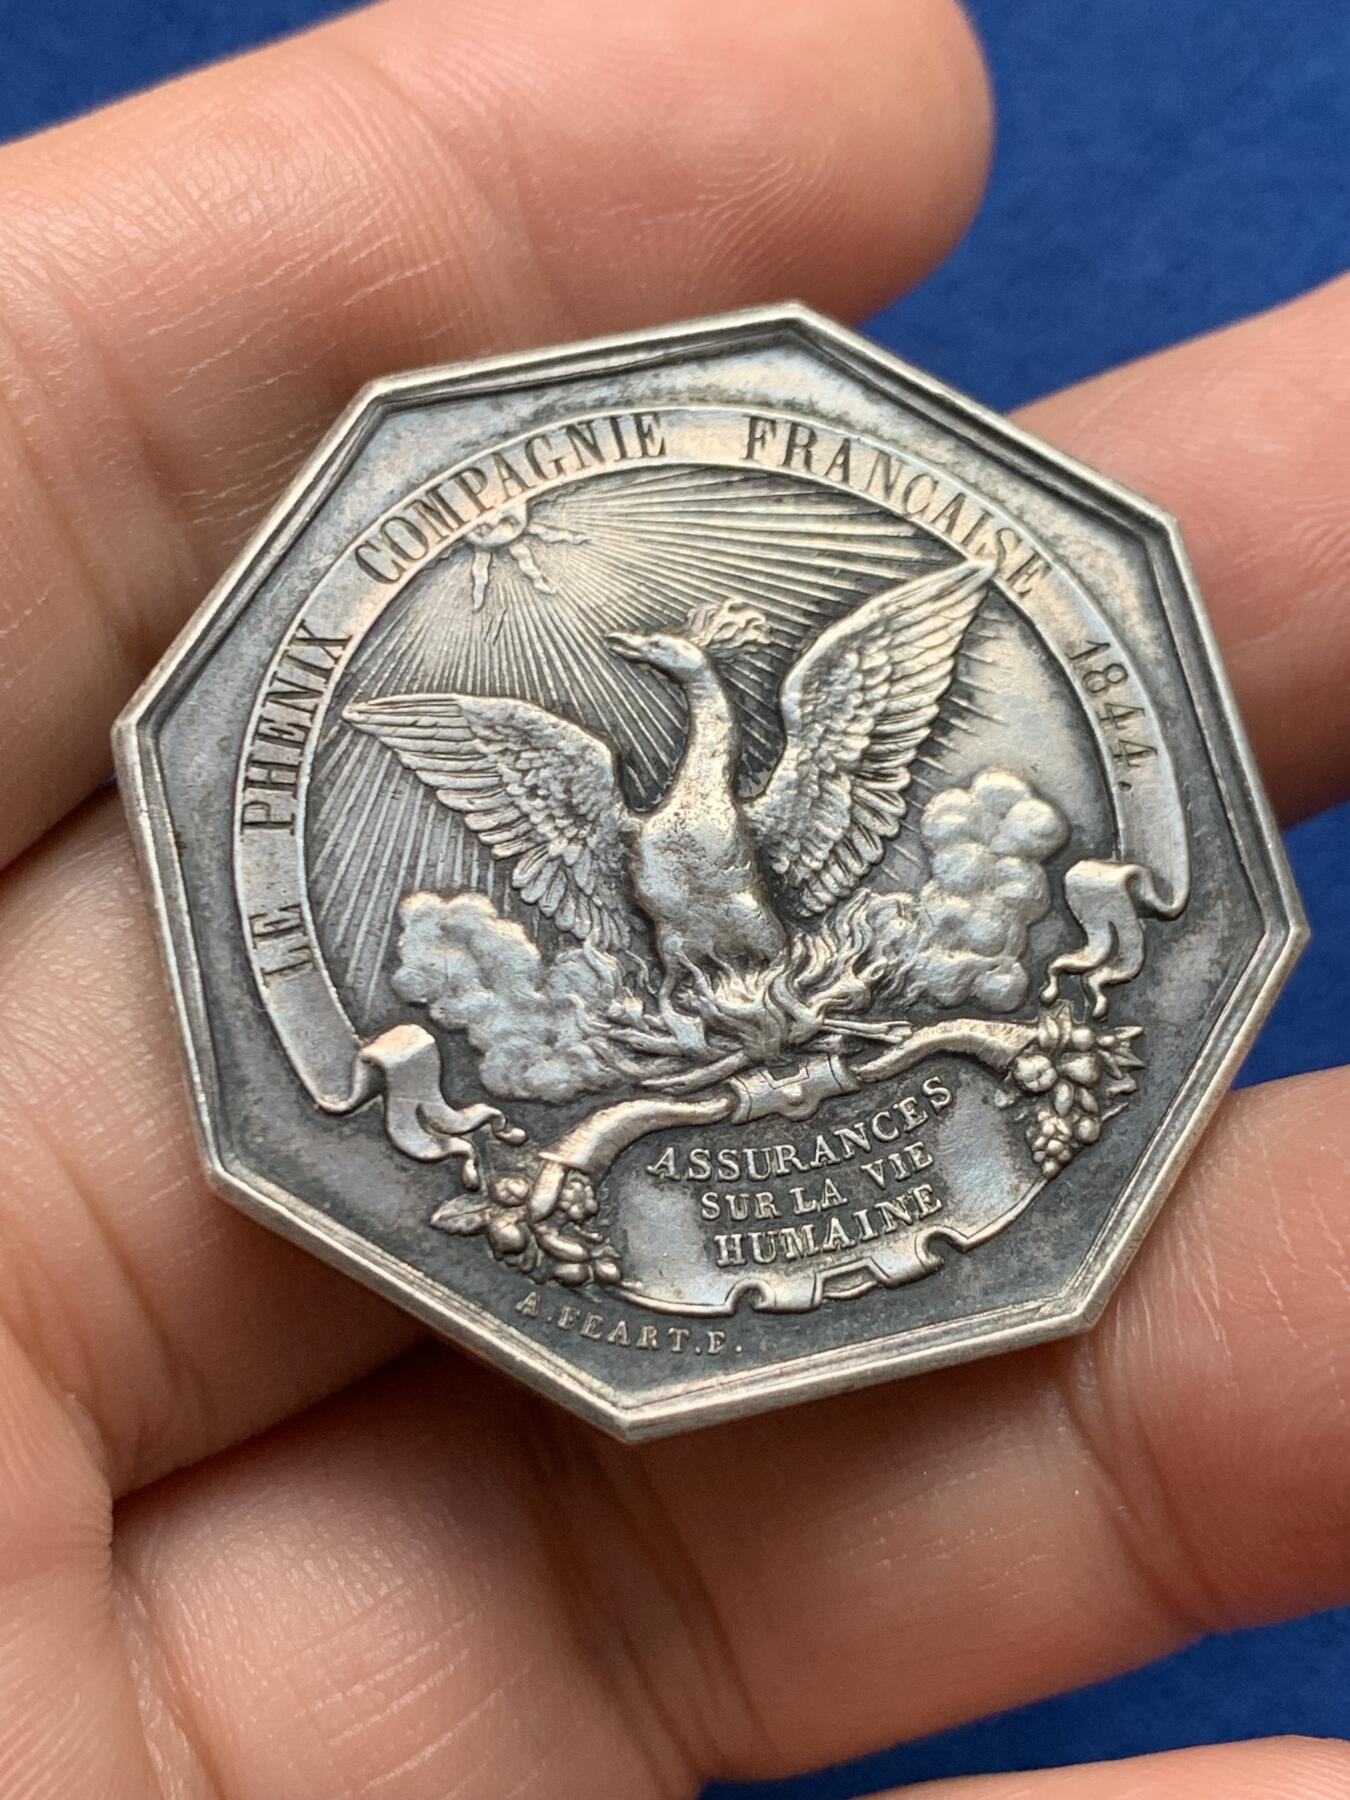 LE PHENIX COMPAGNIE FRANCAISE 1844.
ASSURANCES
SUR LA VIE
HUMAINE
A.FEART.F.